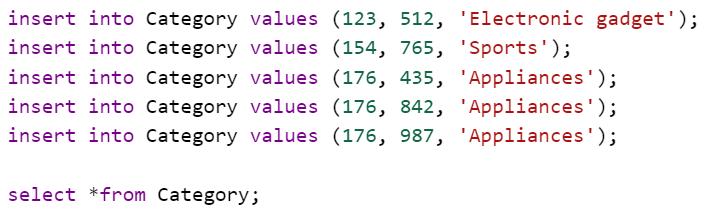 insert into Category values (123, 512, 'Electronic gadget');
insert into Category values (154, 765, 'Sports');
insert into Category values (176, 435, 'Appliances');
insert into Category values (176, 842, 'Appliances');
insert into Category values (176, 987, 'Appliances');
select *from Category;